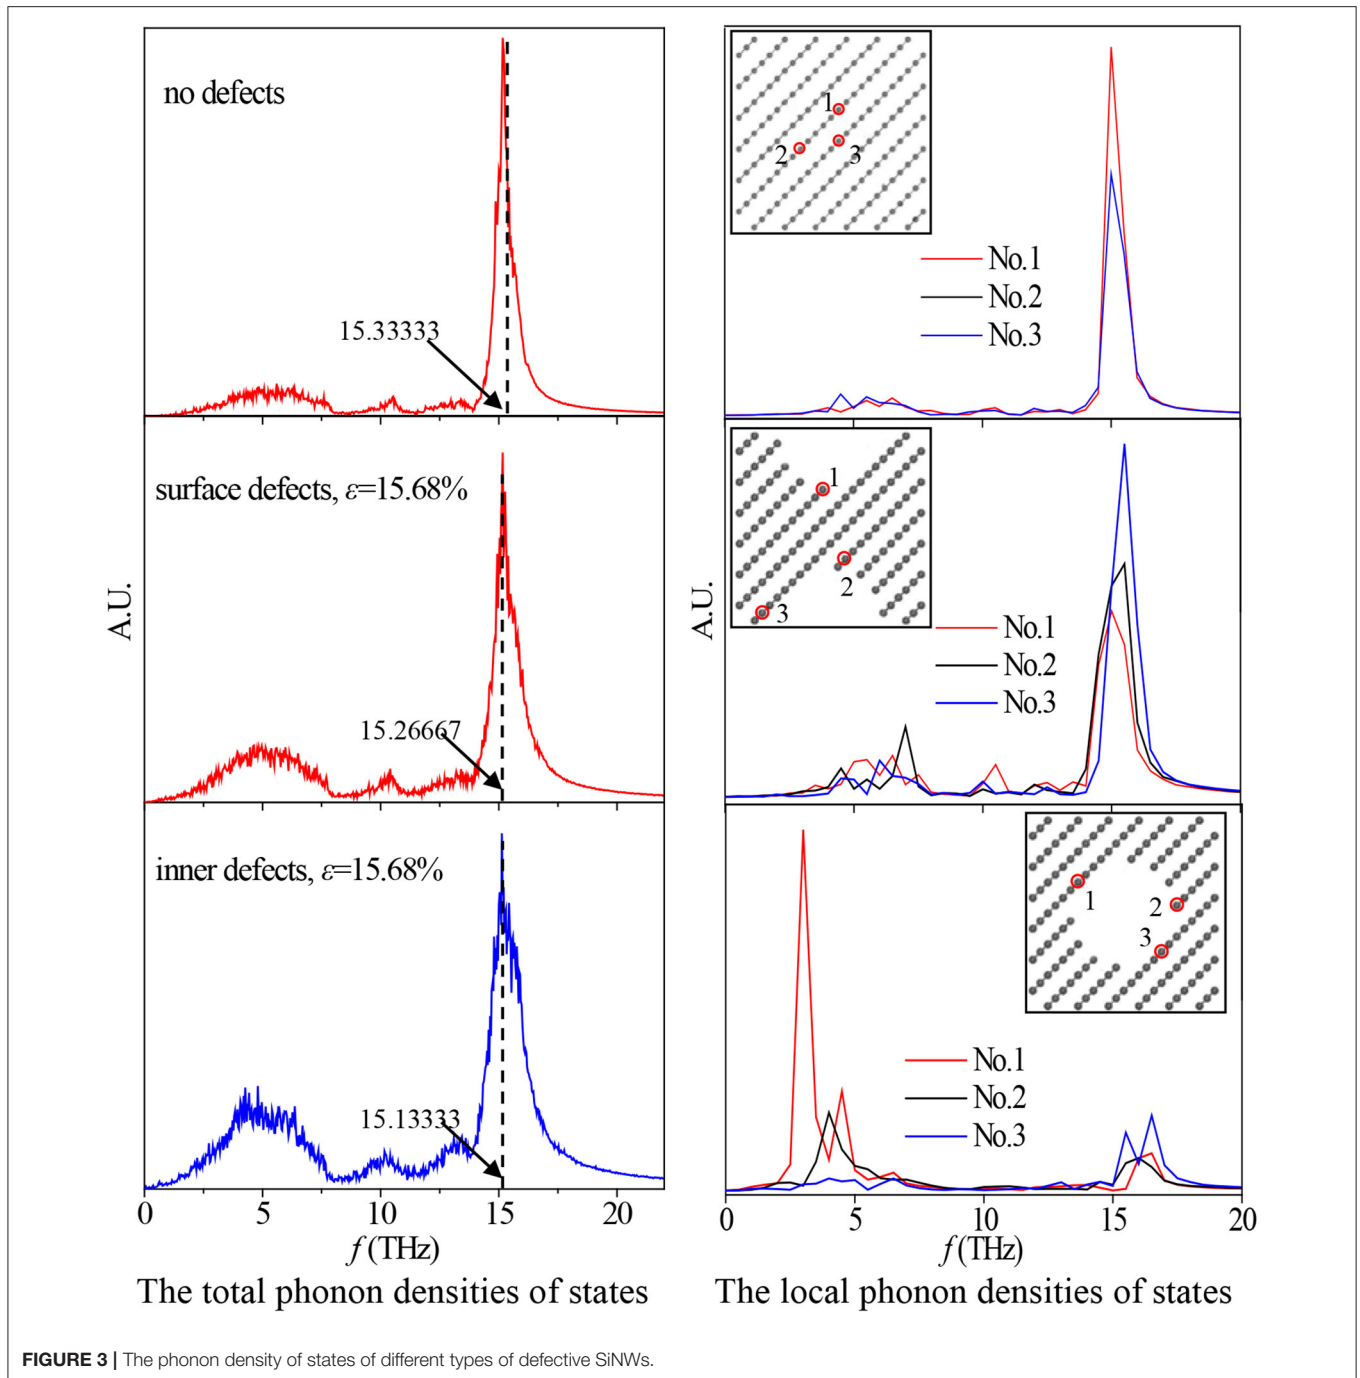 no defects
15.33333
1
2
3
No.1
No.2
No.3
surface defects, ε=15.68%
15.26667
A.U.
1
2
3
A.U.
No.1
No.2
No.3
inner defects, ε=15.68%
15.13333
1
2
3
No.1
No.2
No.3
0 5 10 15 20
f (THz)
The total phonon densities of states
0 5 10 15 20
f (THz)
The local phonon densities of states
FIGURE 3 | The phonon density of states of different types of defective SiNWs.